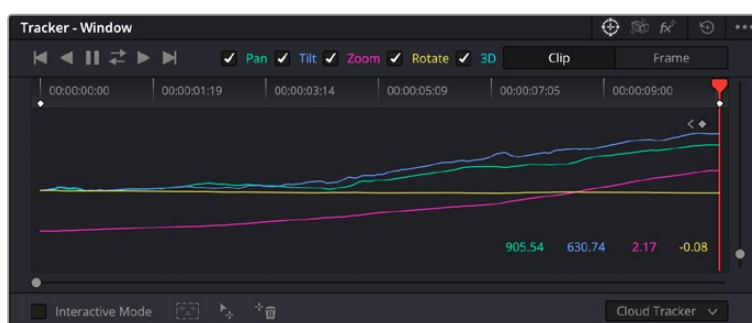 Tracker - Window
Pan Tilt Zoom Rotate 3D Clip Frame
00:00:00:00 00:00:01:19 00:00:03:14 00:00:05:09 00:00:07:05 00:00:09:00
905.54 630.74 2.17 -0.08
Interactive Mode Cloud Tracker